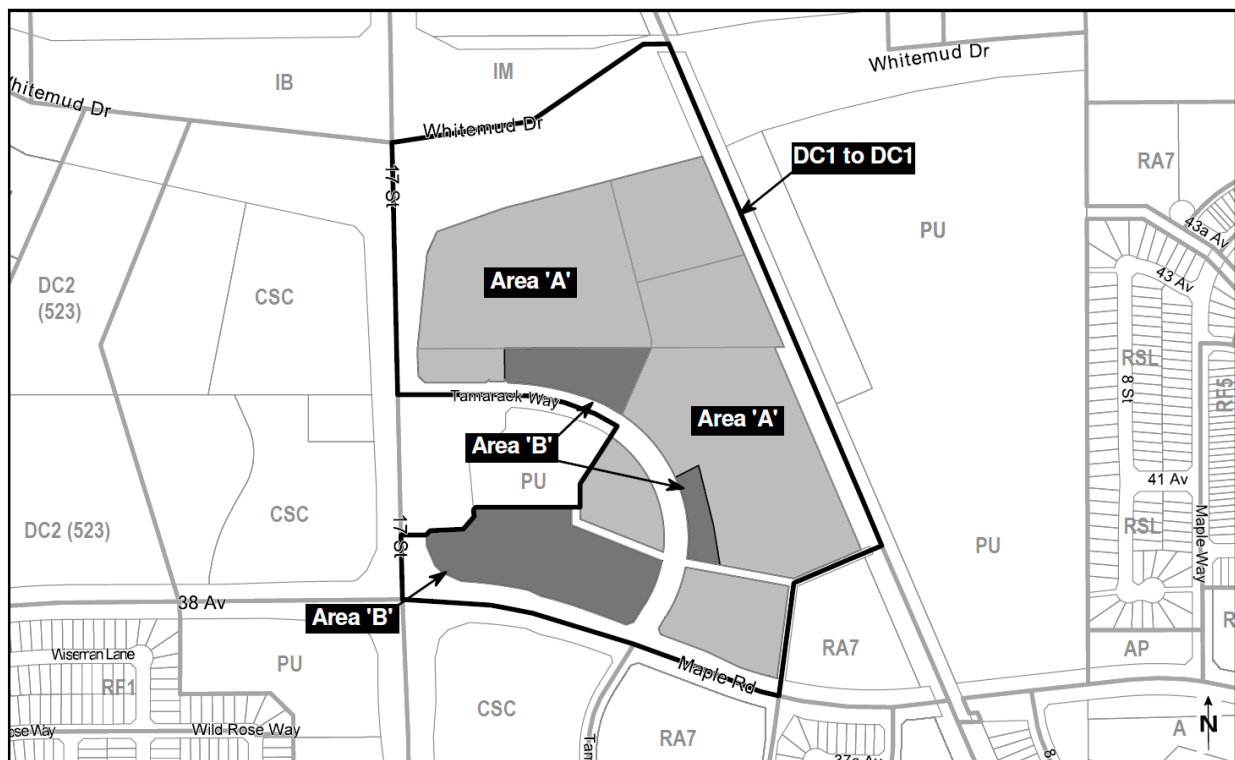 Whitemud Dr
IM
IB
Whitemud Dr
Whitemud Dr
DC1 to DC1
RA7
17 St
43a Av
PU
43 Av
Area 'A'
DC2
(523)
CSC
RSL
8 St
RF5
Tamarack Way
Area 'A'
Area 'B'
PU
41 Av
CSC
DC2 (523)
17 St
RSL
Maple Way
PU
38 Av
Area 'B'
Wiseman Lane
PU
RF1
Maple Rd
RA7
AP
R
CSC
Wild Rose Way
RA7
A
N